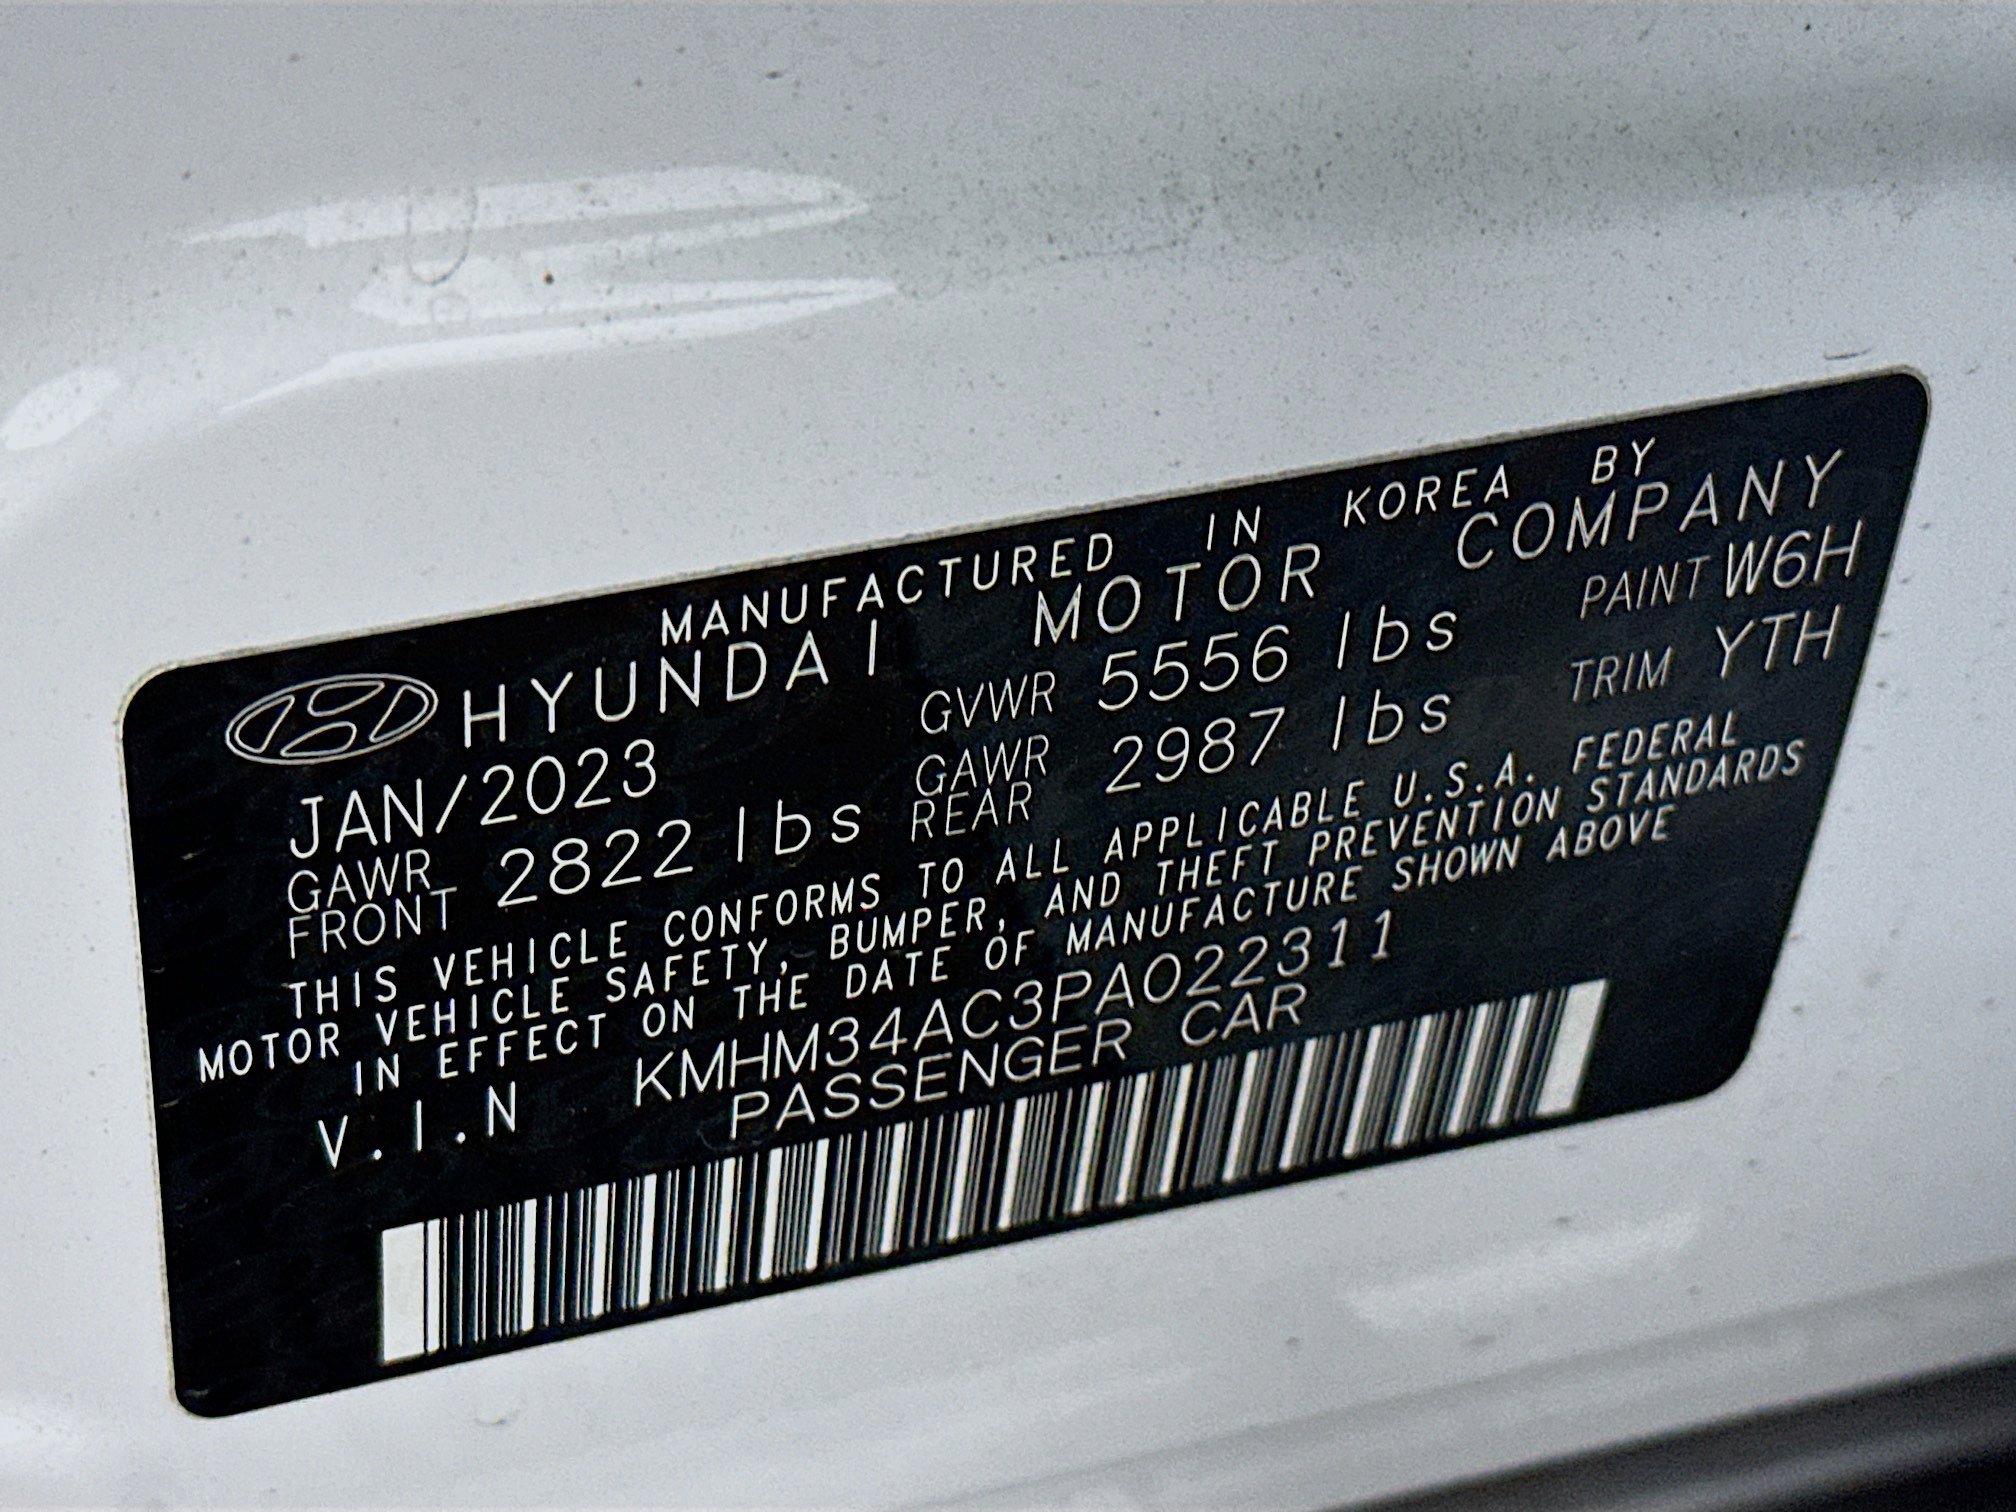 MANUFACTURED IN KOREA BY
HYUNDAI MOTOR COMPANY
JAN/2023 GVWR 5556 lbs PAINT W6H
GAWR FRONT 2822 lbs GAWR REAR 2987 lbs TRIM YTH
THIS VEHICLE CONFORMS TO ALL APPLICABLE U.S.A. FEDERAL
MOTOR VEHICLE SAFETY, BUMPER, AND THEFT PREVENTION STANDARDS
IN EFFECT ON THE DATE OF MANUFACTURE SHOWN ABOVE
V.I.N KMHM34AC3PA022311
PASSENGER CAR